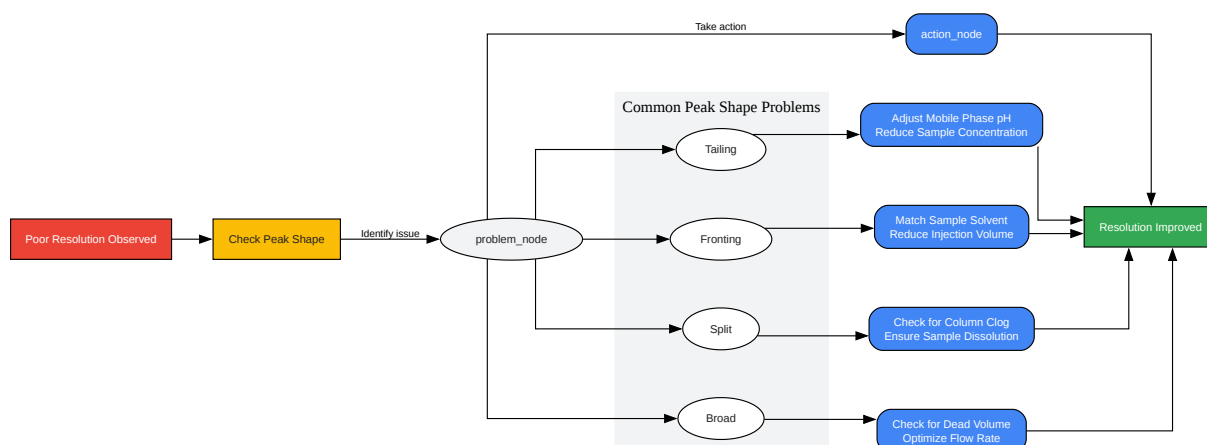 Take action
action_node
Common Peak Shape Problems
Adjust Mobile Phase pH
Reduce Sample Concentration
Tailing
Poor Resolution Observed
Check Peak Shape
Identify issue
problem_node
Fronting
Match Sample Solvent
Reduce Injection Volume
Resolution Improved
Split
Check for Column Clog
Ensure Sample Dissolution
Broad
Check for Dead Volume
Optimize Flow Rate